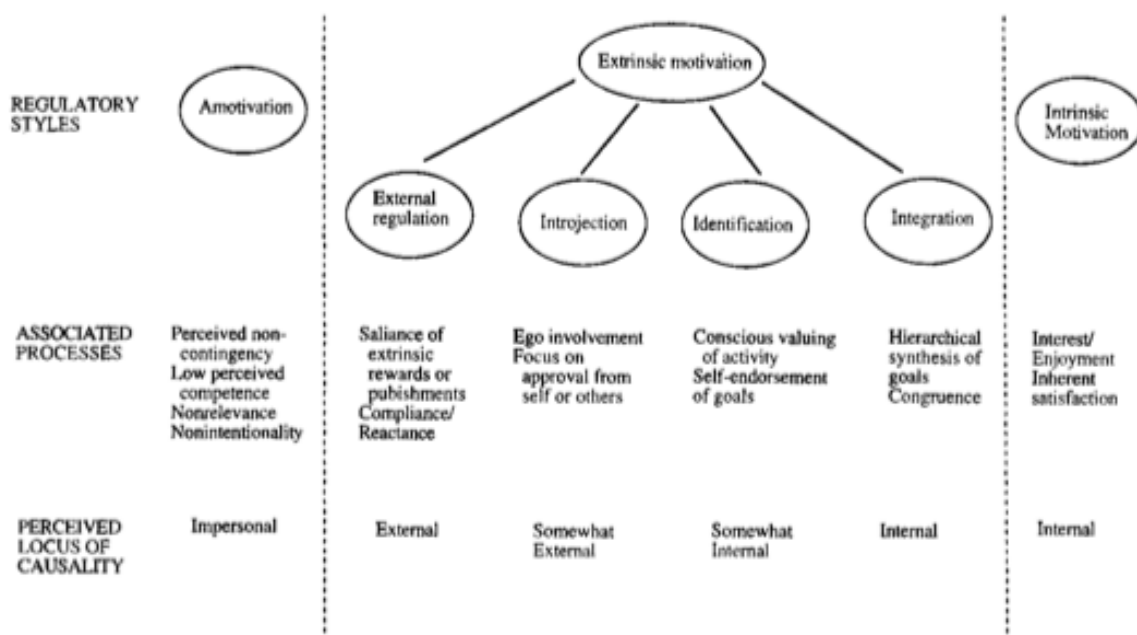 Extrinsic motivation
REGULATORY
STYLES
Amotivation
Intrinsic
Motivation
External
regulation
Introjection
Identification
Integration
ASSOCIATED
PROCESSES
Perceived non-
contingency
Low perceived
competence
Nonrelevance
Nonintentionality
Saliance of
extrinsic
rewards or
pubishments
Compliance/
Reactance
Ego involvement
Focus on
approval from
self or others
Conscious valuing
of activity
Self-endorsement
of goals
Hierarchical
synthesis of
goals
Congruence
Interest/
Enjoyment
Inherent
satisfaction
PERCEIVED
LOCUS OF
CAUSALITY
Impersonal
External
Somewhat
External
Somewhat
Internal
Internal
Internal